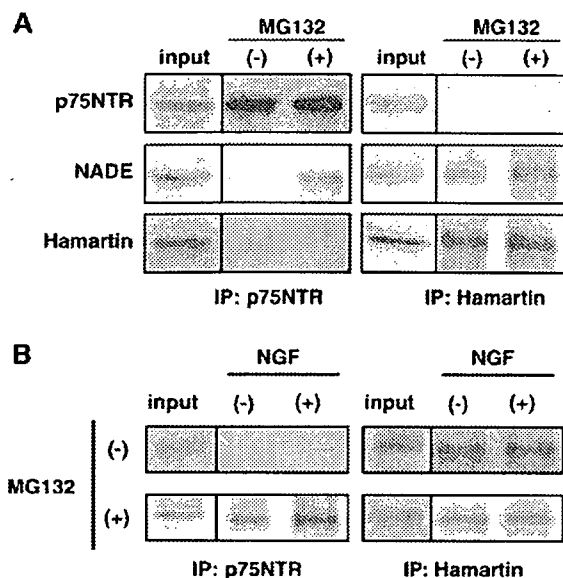 A
MG132 MG132
input (-) (+) input (-) (+)
p75NTR
NADE
Hamartin
IP: p75NTR IP: Hamartin
B
NGF NGF
input (-) (+) input (-) (+)
(-)
MG132
(+)
IP: p75NTR IP: Hamartin